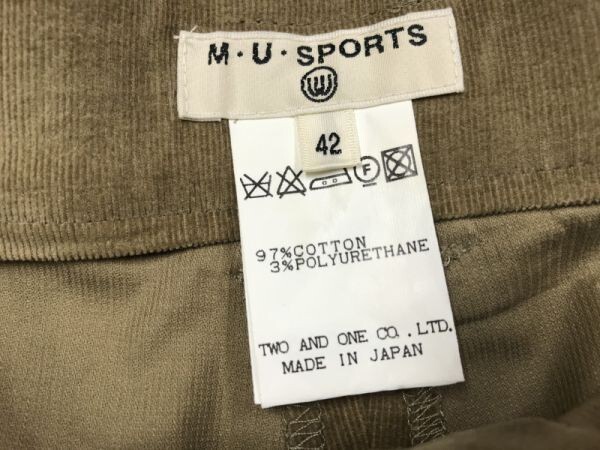 M・U・SPORTS
42
F
97%COTTON
3%POLYURETHANE
TWO AND ONE CO.,LTD.
MADE IN JAPAN